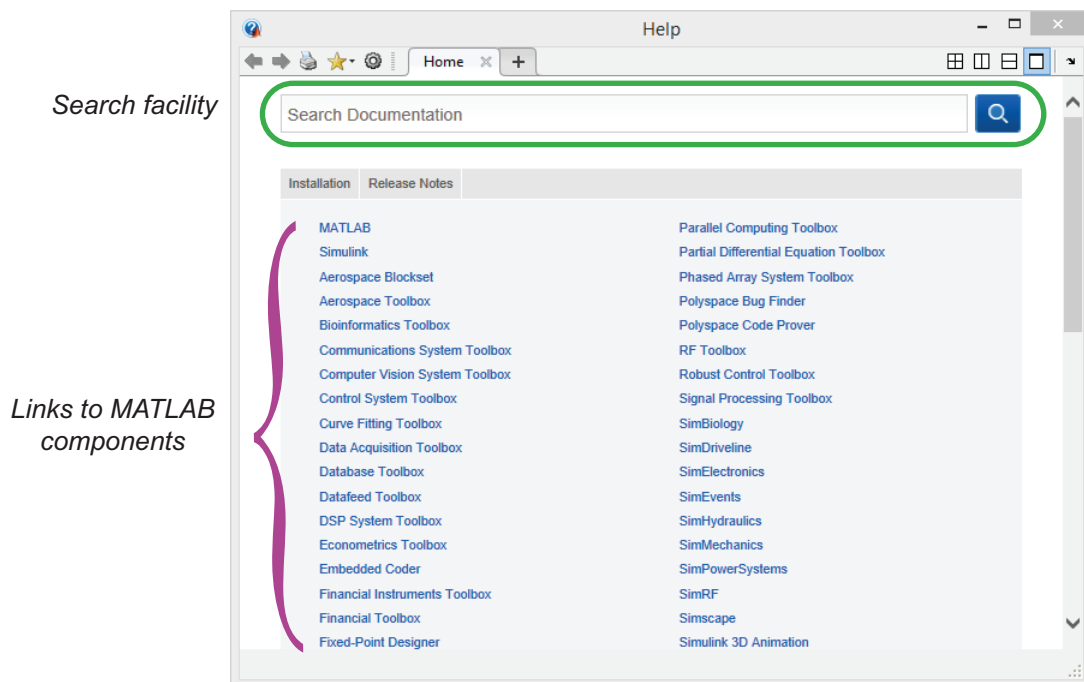 Help
Home
Search facility
Search Documentation
Installation Release Notes
Links to MATLAB
components
MATLAB
Simulink
Aerospace Blockset
Aerospace Toolbox
Bioinformatics Toolbox
Communications System Toolbox
Computer Vision System Toolbox
Control System Toolbox
Curve Fitting Toolbox
Data Acquisition Toolbox
Database Toolbox
Datafeed Toolbox
DSP System Toolbox
Econometrics Toolbox
Embedded Coder
Financial Instruments Toolbox
Financial Toolbox
Fixed-Point Designer
Parallel Computing Toolbox
Partial Differential Equation Toolbox
Phased Array System Toolbox
Polyspace Bug Finder
Polyspace Code Prover
RF Toolbox
Robust Control Toolbox
Signal Processing Toolbox
SimBiology
SimDriveline
SimElectronics
SimEvents
SimHydraulics
SimMechanics
SimPowerSystems
SimRF
Simscape
Simulink 3D Animation